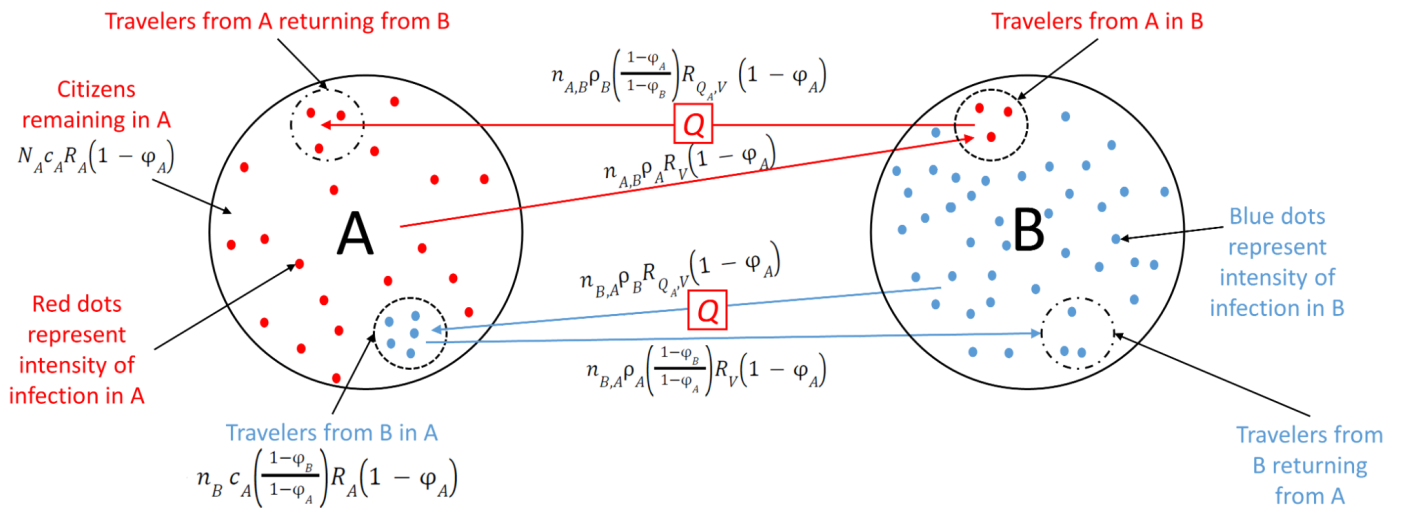 Travelers from A returning from B
Travelers from A in B
n_{A,B}ρ_B((1−φ_A)/(1−φ_B))R_{Q_A,V} (1 − φ_A)
Citizens
remaining in A
N_A c_A R_A(1 − φ_A)
Q
n_{A,B}ρ_A R_V(1 − φ_A)
A
B
Blue dots
represent
intensity of
infection in B
n_{B,A}ρ_B R_{Q_A,V}(1 − φ_A)
Q
Red dots
represent
intensity of
infection in A
n_{B,A}ρ_A((1−φ_B)/(1−φ_A))R_V(1 − φ_A)
Travelers from B in A
n_B c_A((1−φ_B)/(1−φ_A))R_A(1 − φ_A)
Travelers from
B returning
from A